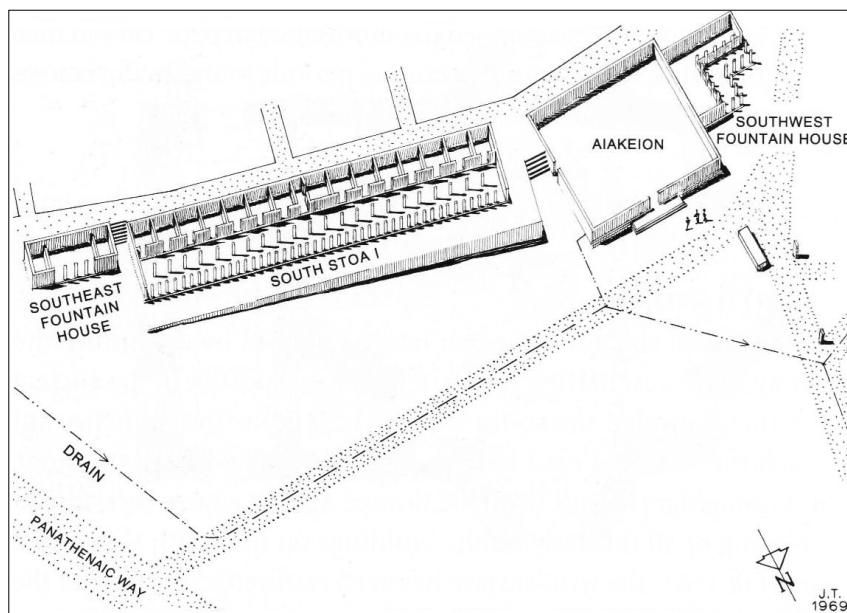 SOUTHWEST
FOUNTAIN HOUSE
AIAKEION
SOUTH STOA I
SOUTHEAST
FOUNTAIN
HOUSE
DRAIN
PANATHENAIC WAY
N
J.T.
1969